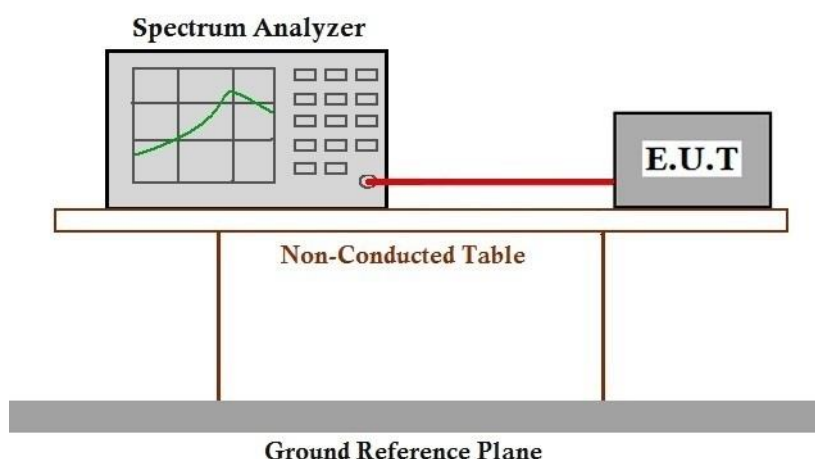 Spectrum Analyzer
E.U.T
Non-Conducted Table
Ground Reference Plane